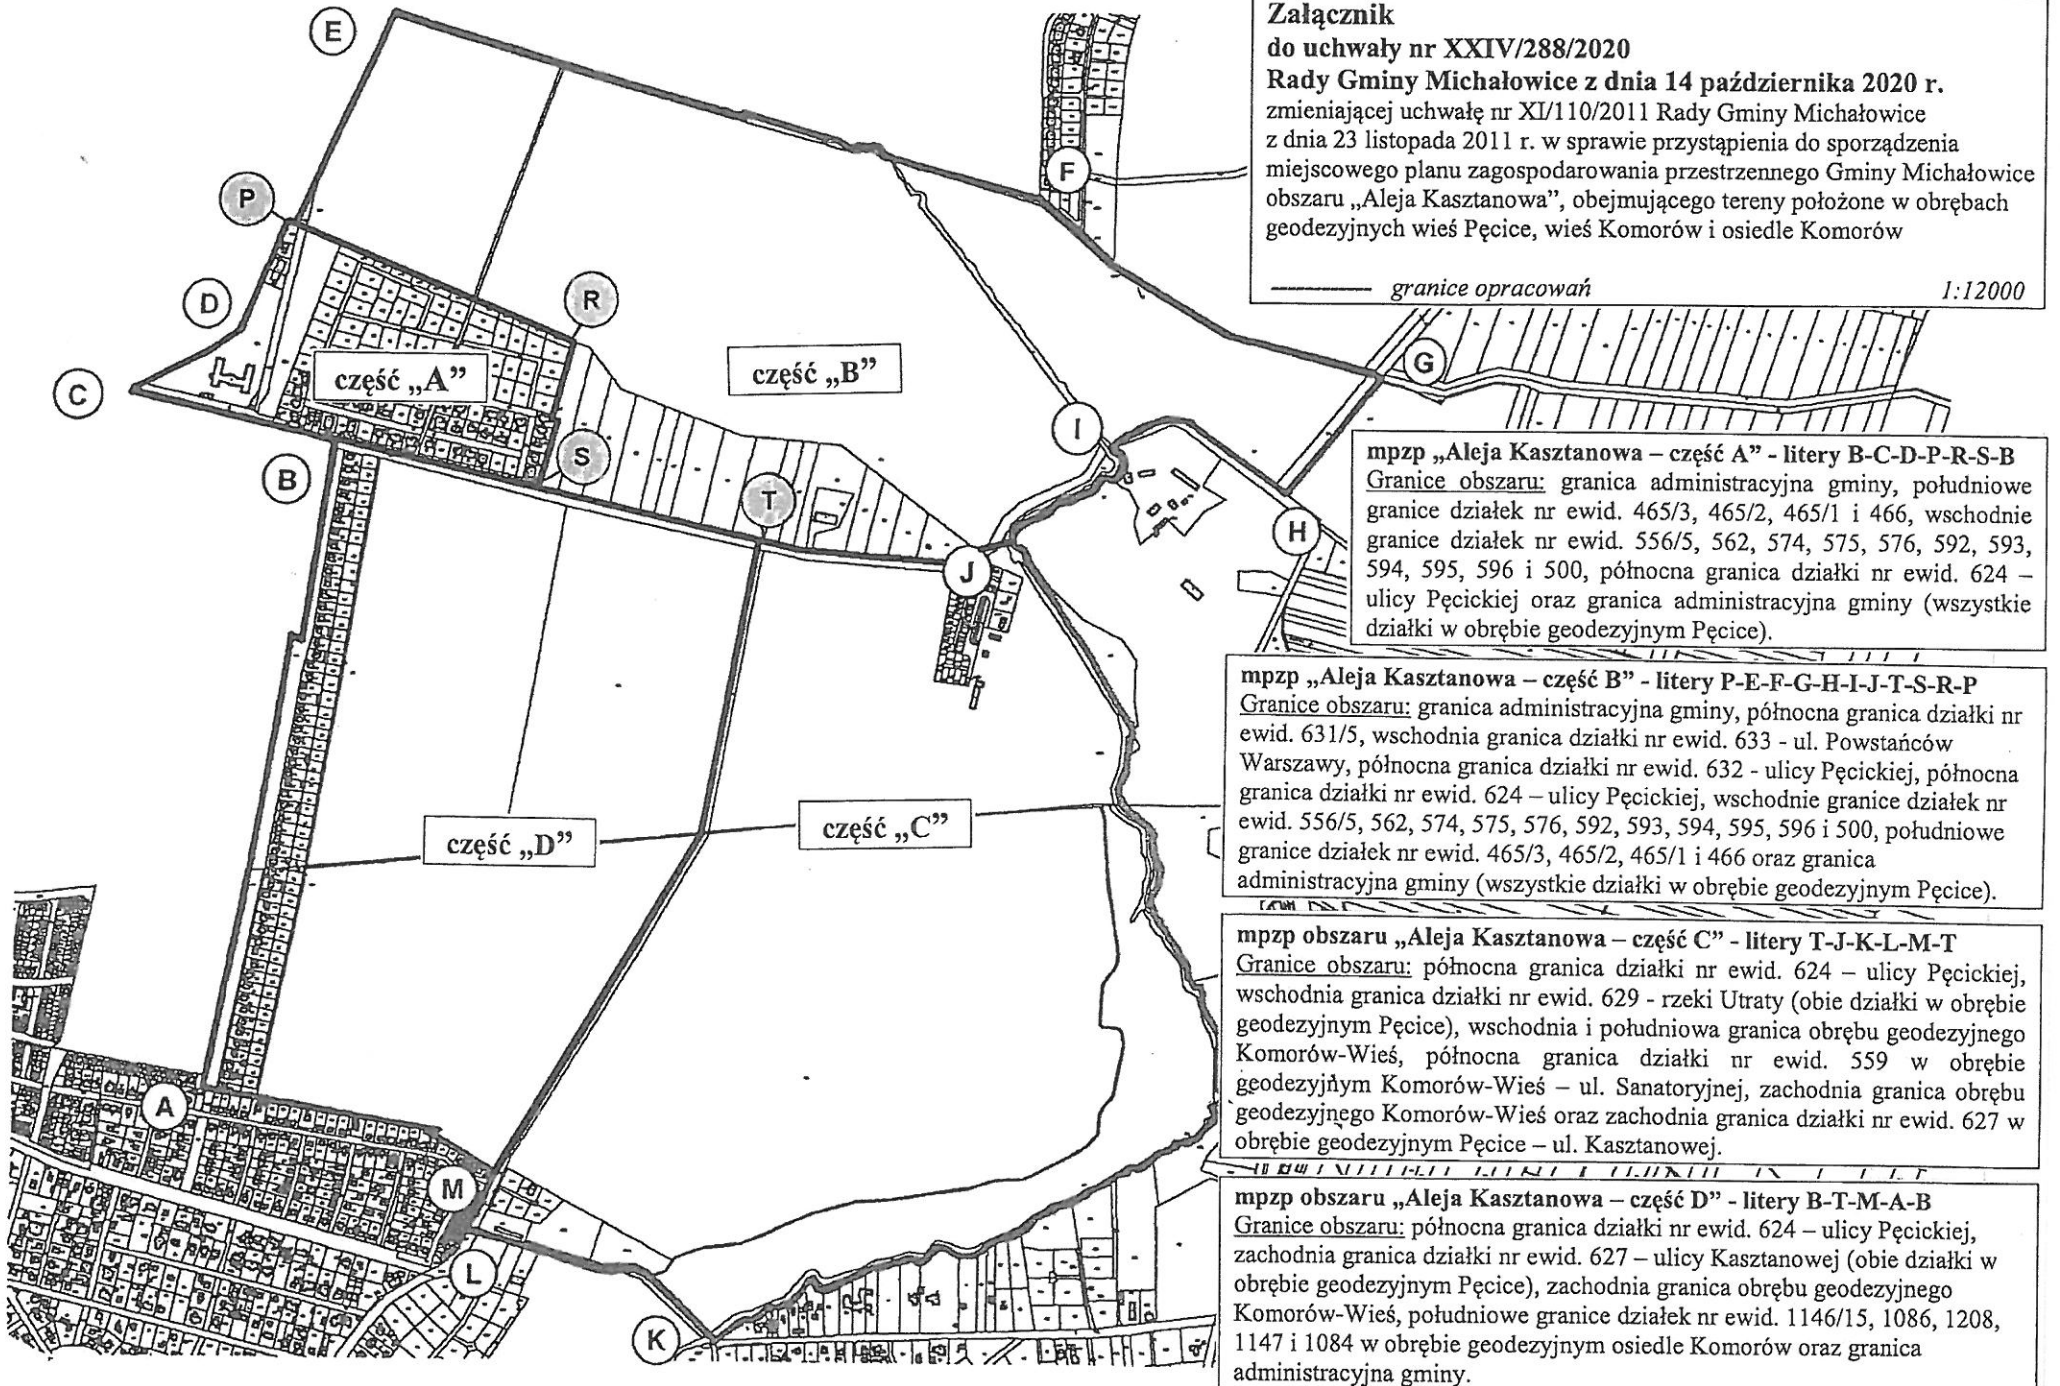 Załącznik
do uchwały nr XXIV/288/2020
Rady Gminy Michałowice z dnia 14 października 2020 r.
zmieniającej uchwałę nr XI/110/2011 Rady Gminy Michałowice
z dnia 23 listopada 2011 r. w sprawie przystąpienia do sporządzenia
miejscowego planu zagospodarowania przestrzennego Gminy Michałowice
obszaru „Aleja Kasztanowa”, obejmującego tereny położone w obrębach
geodezyjnych wieś Pęcice, wieś Komorów i osiedle Komorów
granice opracowań 1:12000
E
F
P
D
R
G
C
część „A”
część „B”
I
B
S
T
H
J
część „D”
część „C”
A
M
L
K
mpzp „Aleja Kasztanowa – część A” - litery B-C-D-P-R-S-B
Granice obszaru: granica administracyjna gminy, południowe
granice działek nr ewid. 465/3, 465/2, 465/1 i 466, wschodnie
granice działek nr ewid. 556/5, 562, 574, 575, 576, 592, 593,
594, 595, 596 i 500, północna granica działki nr ewid. 624 –
ulicy Pęcickiej oraz granica administracyjna gminy (wszystkie
działki w obrębie geodezyjnym Pęcice).
mpzp „Aleja Kasztanowa – część B” - litery P-E-F-G-H-I-J-T-S-R-P
Granice obszaru: granica administracyjna gminy, północna granica działki nr
ewid. 631/5, wschodnia granica działki nr ewid. 633 - ul. Powstańców
Warszawy, północna granica działki nr ewid. 632 - ulicy Pęcickiej, północna
granica działki nr ewid. 624 – ulicy Pęcickiej, wschodnie granice działek nr
ewid. 556/5, 562, 574, 575, 576, 592, 593, 594, 595, 596 i 500, południowe
granice działek nr ewid. 465/3, 465/2, 465/1 i 466 oraz granica
administracyjna gminy (wszystkie działki w obrębie geodezyjnym Pęcice).
mpzp obszaru „Aleja Kasztanowa – część C” - litery T-J-K-L-M-T
Granice obszaru: północna granica działki nr ewid. 624 – ulicy Pęcickiej,
wschodnia granica działki nr ewid. 629 - rzeki Utraty (obie działki w obrębie
geodezyjnym Pęcice), wschodnia i południowa granica obrębu geodezyjnego
Komorów-Wieś, północna granica działki nr ewid. 559 w obrębie
geodezyjnym Komorów-Wieś – ul. Sanatoryjnej, zachodnia granica obrębu
geodezyjnego Komorów-Wieś oraz zachodnia granica działki nr ewid. 627 w
obrębie geodezyjnym Pęcice – ul. Kasztanowej.
mpzp obszaru „Aleja Kasztanowa – część D” - litery B-T-M-A-B
Granice obszaru: północna granica działki nr ewid. 624 – ulicy Pęcickiej,
zachodnia granica działki nr ewid. 627 – ulicy Kasztanowej (obie działki w
obrębie geodezyjnym Pęcice), zachodnia granica obrębu geodezyjnego
Komorów-Wieś, południowe granice działek nr ewid. 1146/15, 1086, 1208,
1147 i 1084 w obrębie geodezyjnym osiedle Komorów oraz granica
administracyjna gminy.